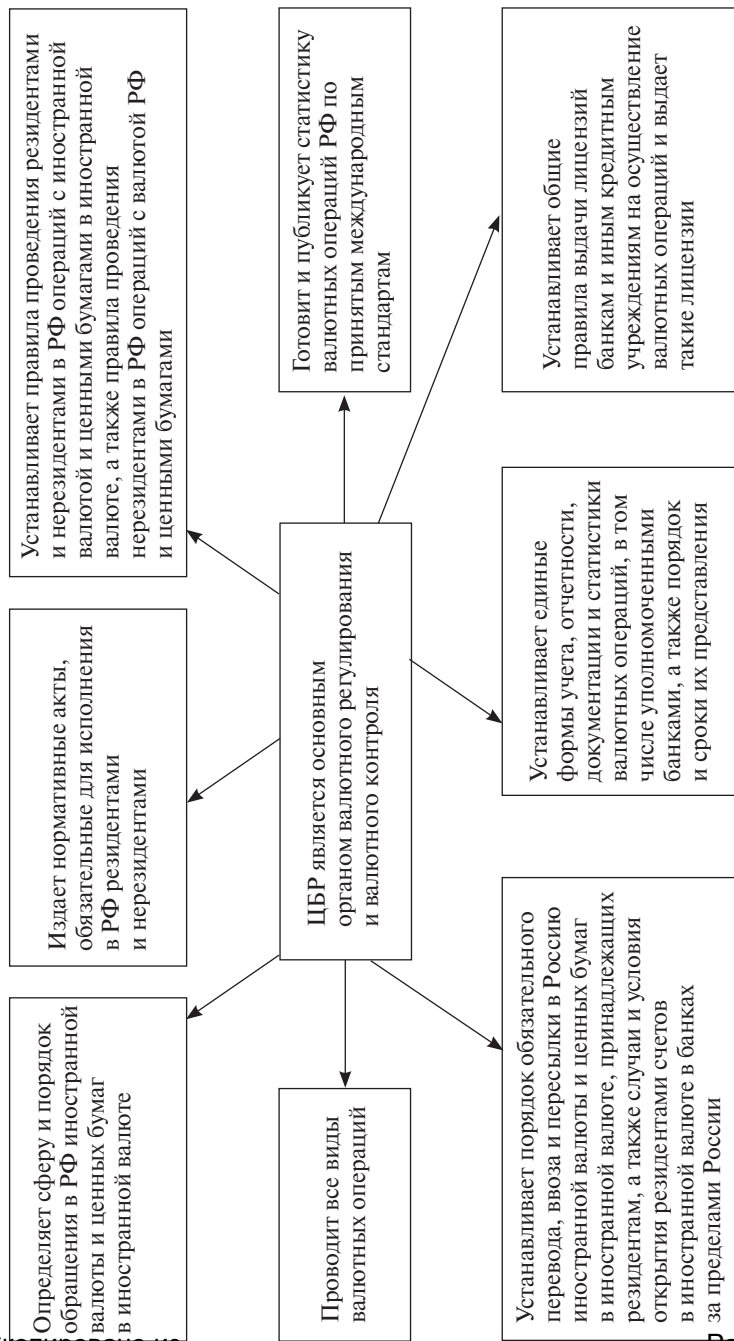 Определяет сферу и порядок
обращения в РФ иностранной
валюты и ценных бумаг
в иностранной валюте
Издает нормативные акты,
обязательные для исполнения
в РФ резидентами
и нерезидентами
Устанавливает правила проведения резидентами
и нерезидентами в РФ операций с иностранной
валютой и ценными бумагами в иностранной
валюте, а также правила проведения
нерезидентами в РФ операций с валютой РФ
и ценными бумагами
Проводит все виды
валютных операций
ЦБР является основным
органом валютного регулирования
и валютного контроля
Готовит и публикует статистику
валютных операций РФ по
принятым международным
стандартам
Устанавливает порядок обязательного
перевода, ввоза и пересылки в Россию
иностранной валюты и ценных бумаг
в иностранной валюте, принадлежащих
резидентам, а также случаи и условия
открытия резидентами счетов
в иностранной валюте в банках
за пределами России
Устанавливает единые
формы учета, отчетности,
документации и статистики
валютных операций, в том
числе уполномоченными
банками, а также порядок
и сроки их представления
Устанавливает общие
правила выдачи лицензий
банкам и иным кредитным
учреждениям на осуществление
валютных операций и выдает
такие лицензии